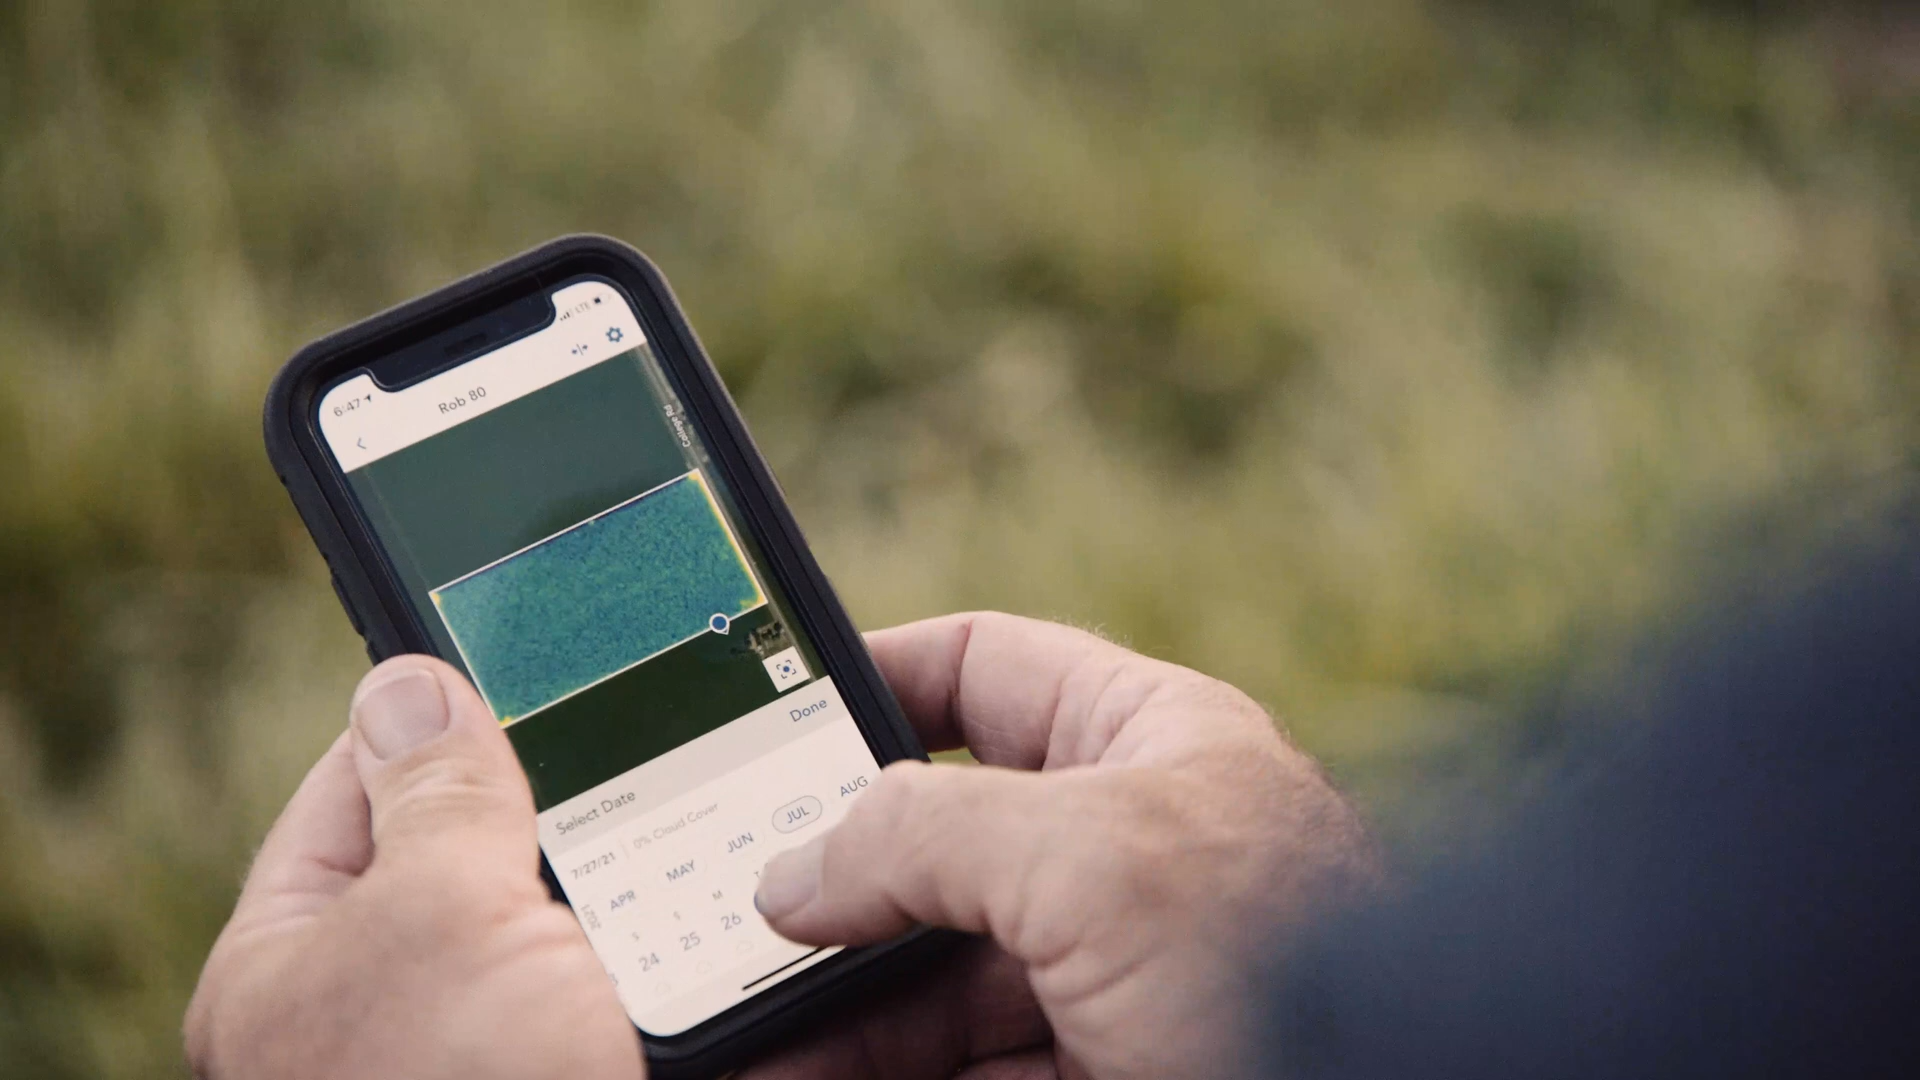 6:47
LTE
Rob 80
College Rd
Done
Select Date
7/27/21 0% Cloud Cover
APR MAY JUN JUL AUG
2021
S S M
24 25 26